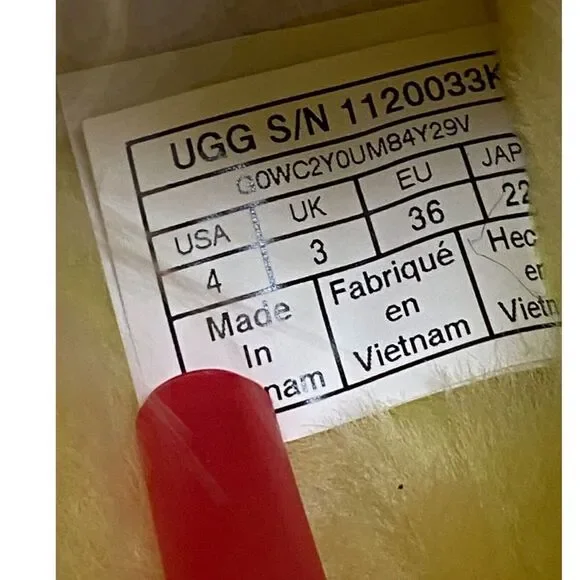 UGG S/N 1120033K
G0WC2Y0UM84Y29V
USA UK EU JAP
4 3 36 22
Made In nam
Fabriqué en Vietnam
Hec en Vietn